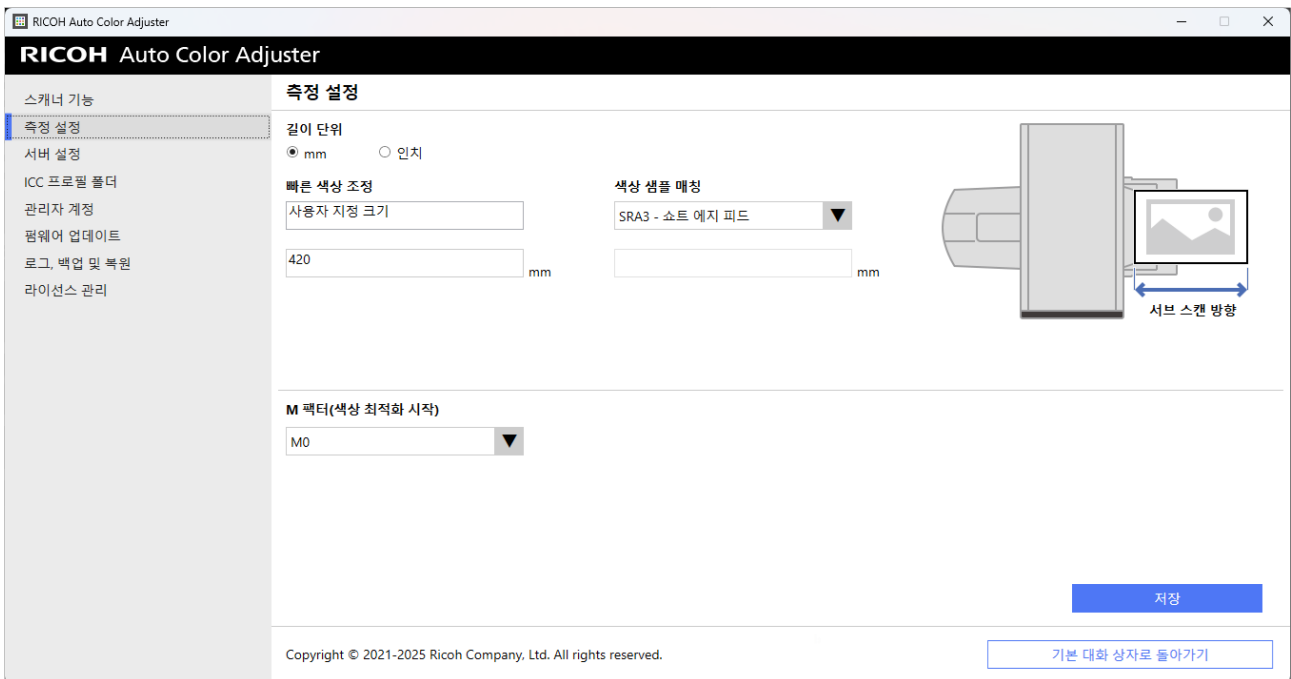 RICOH Auto Color Adjuster
RICOH Auto Color Adjuster
스캐너 기능
측정 설정
서버 설정
ICC 프로필 폴더
관리자 계정
펌웨어 업데이트
로그, 백업 및 복원
라이선스 관리
측정 설정
길이 단위
mm 인치
빠른 색상 조정 색상 샘플 매칭
사용자 지정 크기 SRA3 - 쇼트 에지 피드
420 mm mm
서브 스캔 방향
M 팩터(색상 최적화 시작)
M0
저장
Copyright © 2021-2025 Ricoh Company, Ltd. All rights reserved.
기본 대화 상자로 돌아가기